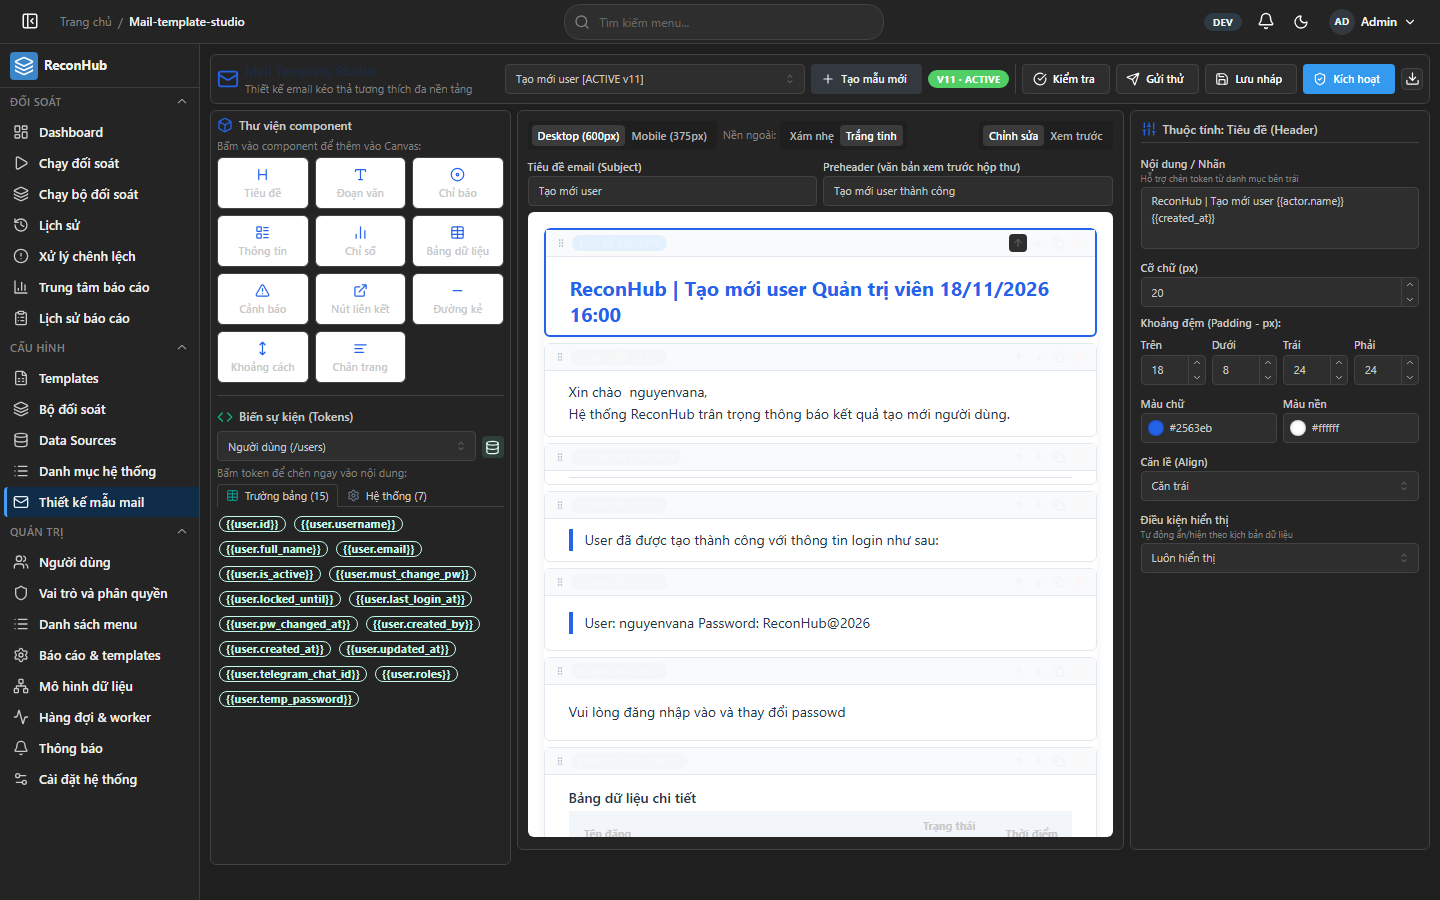 Trang chủ / Mail-template-studio
Tìm kiếm menu...
DEV
AD Admin
ReconHub
ĐỐI SOÁT
Dashboard
Chạy đối soát
Chạy bộ đối soát
Lịch sử
Xử lý chênh lệch
Trung tâm báo cáo
Lịch sử báo cáo
CẤU HÌNH
Templates
Bộ đối soát
Data Sources
Danh mục hệ thống
Thiết kế mẫu mail
QUẢN TRỊ
Người dùng
Vai trò và phân quyền
Danh sách menu
Báo cáo & templates
Mô hình dữ liệu
Hàng đợi & worker
Thông báo
Cài đặt hệ thống
Mail Template Studio
Thiết kế email kéo thả tương thích đa nền tảng
Tạo mới user [ACTIVE v11]
Tạo mẫu mới
V11 · ACTIVE
Kiểm tra
Gửi thử
Lưu nháp
Kích hoạt
Thư viện component
Bấm vào component để thêm vào Canvas:
Tiêu đề
Đoạn văn
Chỉ báo
Thông tin
Chỉ số
Bảng dữ liệu
Cảnh báo
Nút liên kết
Đường kẻ
Khoảng cách
Chân trang
Biến sự kiện (Tokens)
Người dùng (/users)
Bấm token để chèn ngay vào nội dung:
Trường bảng (15)
Hệ thống (7)
{{user.id}} {{user.username}}
{{user.full_name}} {{user.email}}
{{user.is_active}} {{user.must_change_pw}}
{{user.locked_until}} {{user.last_login_at}}
{{user.pw_changed_at}} {{user.created_by}}
{{user.created_at}} {{user.updated_at}}
{{user.telegram_chat_id}} {{user.roles}}
{{user.temp_password}}
Desktop (600px) Mobile (375px) Nền ngoài: Xám nhẹ Trắng tinh
Chỉnh sửa Xem trước
Tiêu đề email (Subject)
Tạo mới user
Preheader (văn bản xem trước hộp thư)
Tạo mới user thành công
ReconHub | Tạo mới user Quản trị viên 18/11/2026
16:00
Xin chào nguyenvana,
Hệ thống ReconHub trân trọng thông báo kết quả tạo mới người dùng.
User đã được tạo thành công với thông tin login như sau:
User: nguyenvana Password: ReconHub@2026
Vui lòng đăng nhập vào và thay đổi passowd
Bảng dữ liệu chi tiết
Tên đăng
Trạng thái
Thời điểm
Thuộc tính: Tiêu đề (Header)
Nội dung / Nhãn
Hỗ trợ chèn token từ danh mục bên trái
ReconHub | Tạo mới user {{actor.name}}
{{created_at}}
Cỡ chữ (px)
20
Khoảng đệm (Padding - px):
Trên Dưới Trái Phải
18 8 24 24
Màu chữ Màu nền
#2563eb #ffffff
Căn lề (Align)
Căn trái
Điều kiện hiển thị
Tự động ẩn/hiện theo kịch bản dữ liệu
Luôn hiển thị